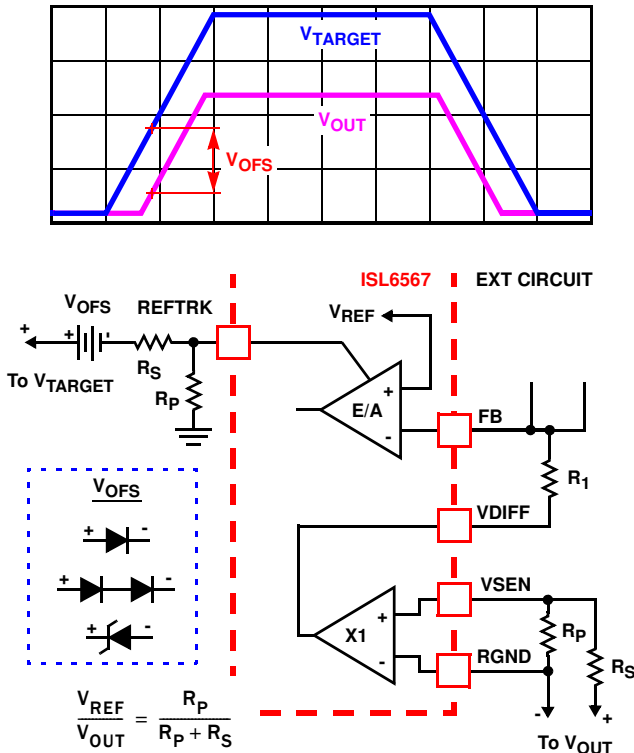 VTARGET
VOUT
VOFS
ISL6567 EXT CIRCUIT
VOFS REFTRK
VREF
+ + -
RS
To VTARGET
RP
E/A
+
-
FB
R1
VOFS
VDIFF
+ -
+ -
+ -
VSEN
X1
+
-
RP
RS
RGND
VREF / VOUT = RP / RP + RS
- +
To VOUT